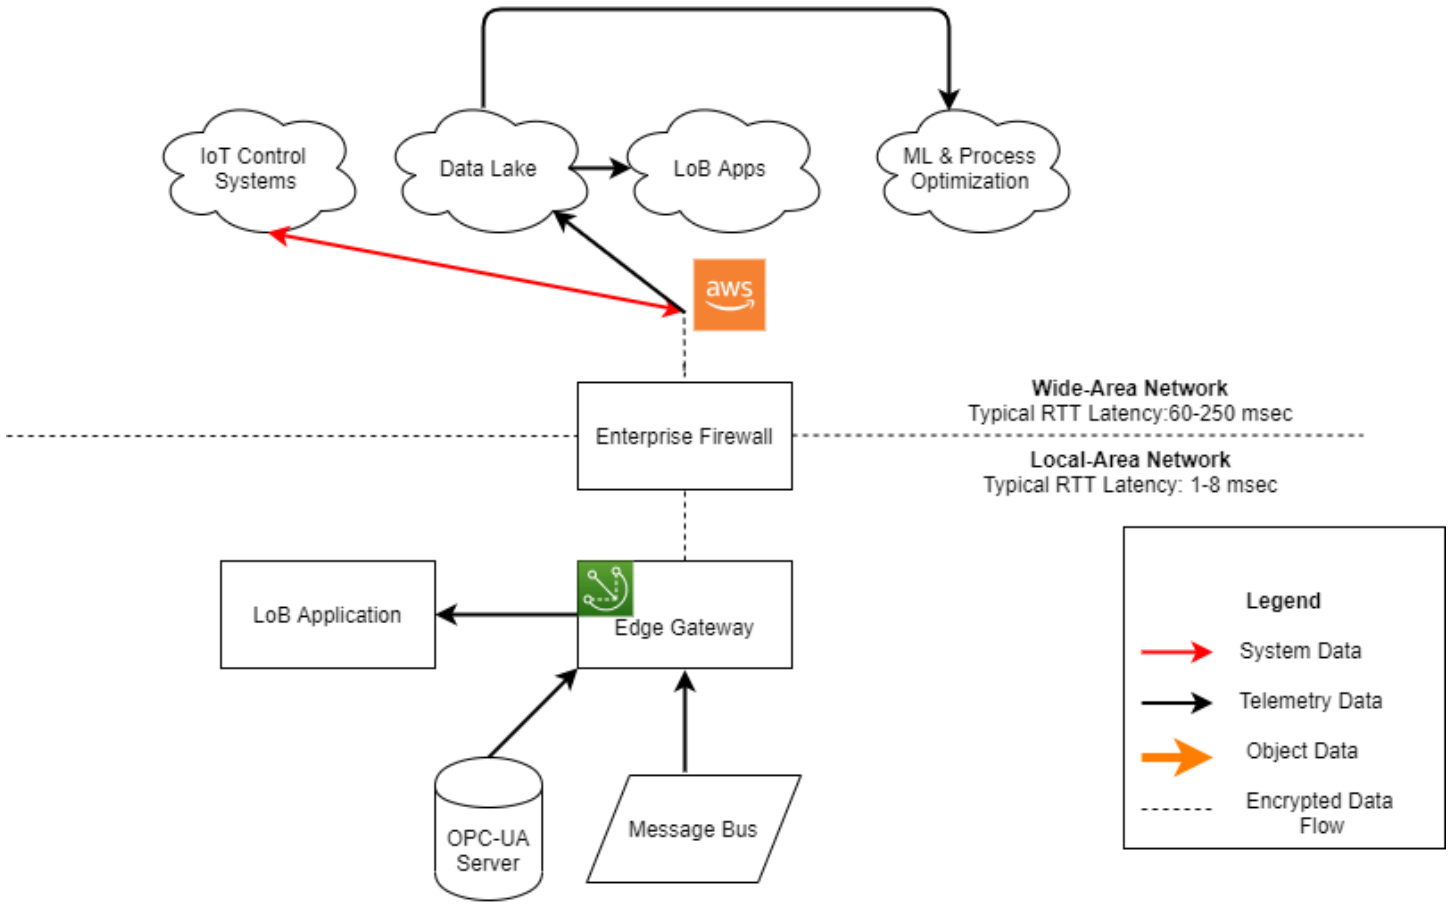 IoT Control
Systems
Data Lake
LoB Apps
ML & Process
Optimization
aws
Enterprise Firewall
Wide-Area Network
Typical RTT Latency:60-250 msec
Local-Area Network
Typical RTT Latency: 1-8 msec
LoB Application
Edge Gateway
OPC-UA
Server
Message Bus
Legend
System Data
Telemetry Data
Object Data
Encrypted Data
Flow